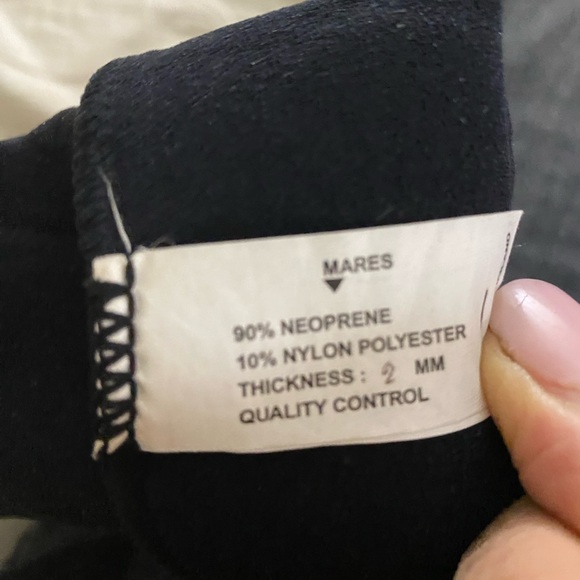 MARES
90% NEOPRENE
10% NYLON POLYESTER
THICKNESS : 2 MM
QUALITY CONTROL